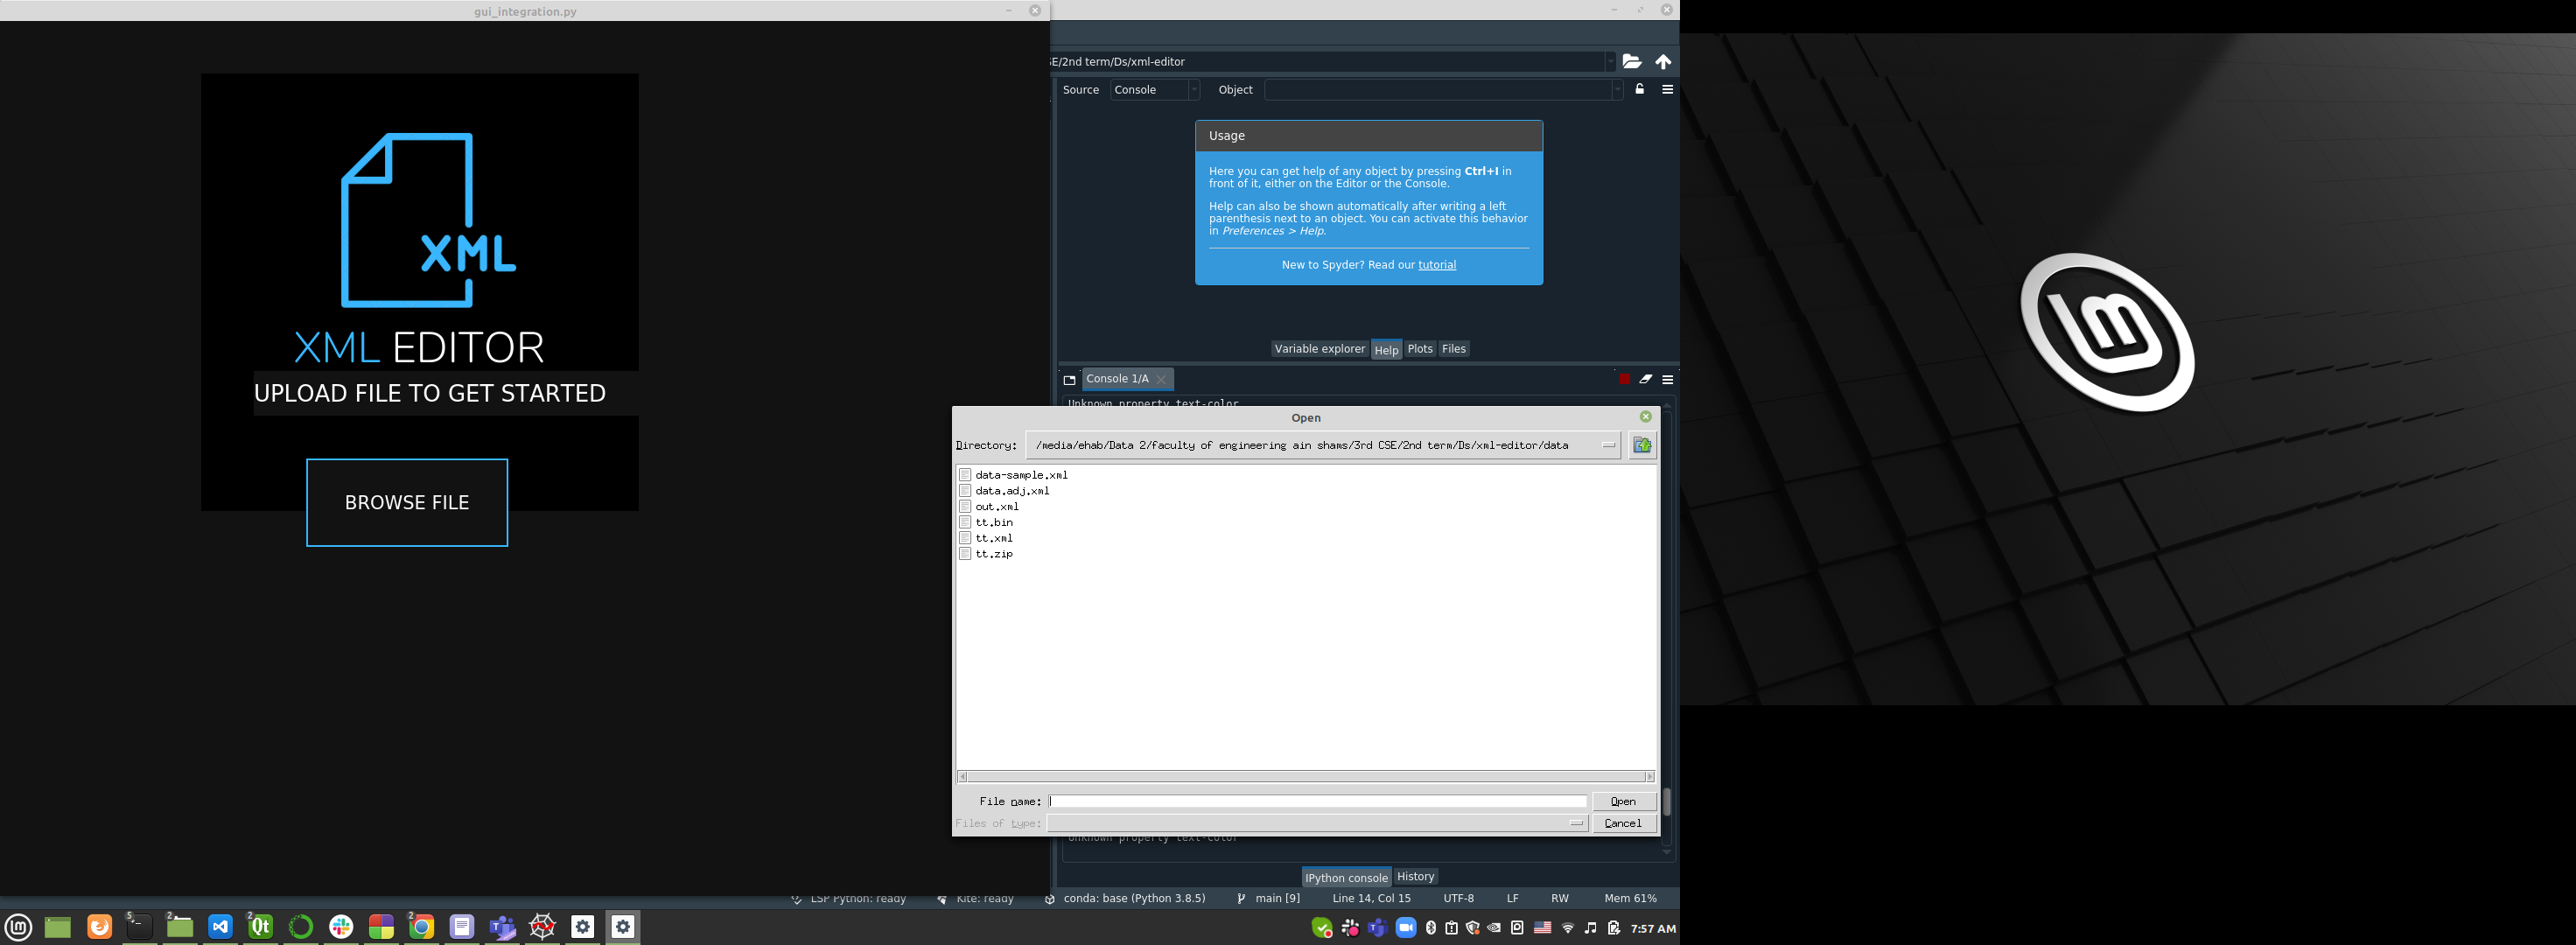 gui_integration.py
XML
XML EDITOR
UPLOAD FILE TO GET STARTED
BROWSE FILE
SE/2nd term/Ds/xml-editor
Source Console Object
Usage
Here you can get help of any object by pressing Ctrl+I in
front of it, either on the Editor or the Console.
Help can also be shown automatically after writing a left
parenthesis next to an object. You can activate this behavior
in Preferences > Help.
New to Spyder? Read our tutorial
Variable explorer Help Plots Files
Console 1/A
Unknown property text-color
Open
Directory: /media/ehab/Data 2/faculty of engineering ain shams/3rd CSE/2nd term/Ds/xml-editor/data
data-sample.xml
data.adj.xml
out.xml
tt.bin
tt.xml
tt.zip
File name: Open
Files of type: Cancel
Unknown property text-color
IPython console History
LSP Python: ready Kite: ready conda: base (Python 3.8.5) main [9] Line 14, Col 15 UTF-8 LF RW Mem 61%
5 2 2 Qt 2 7:57 AM